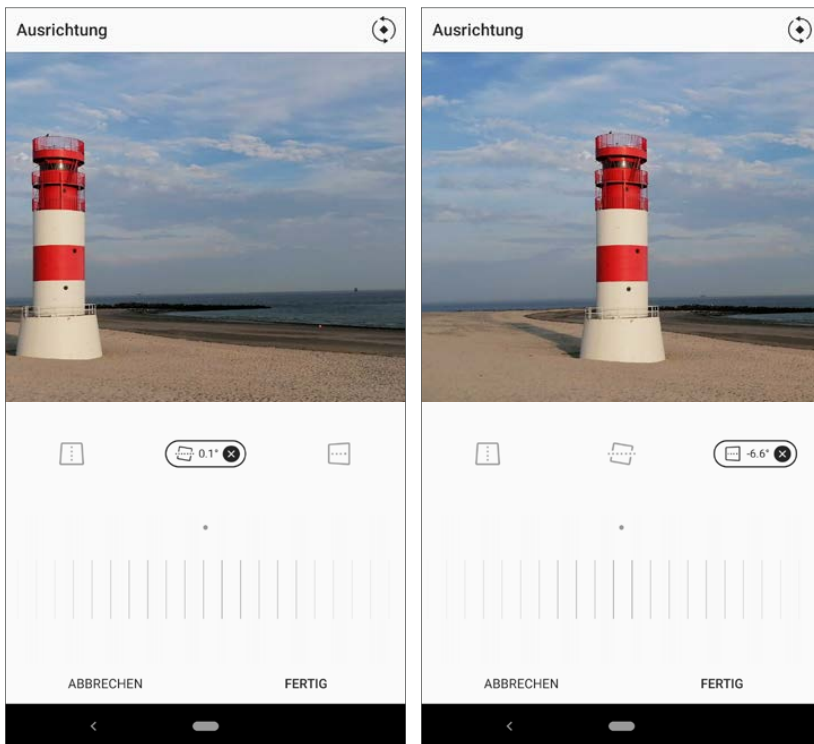 Ausrichtung
0.1°
ABBRECHEN FERTIG
Ausrichtung
-6.6°
ABBRECHEN FERTIG